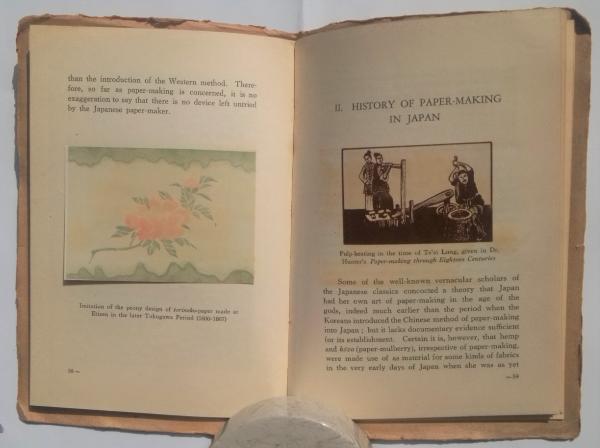 than the introduction of the Western method. There-
fore, so far as paper-making is concerned, it is no
exaggeration to say that there is no device left untried
by the Japanese paper-maker.
Imitation of the peony design of torinoko-paper made at
Etizen in the later Tokugawa Period (1800-1867)
58—
II. HISTORY OF PAPER-MAKING
IN JAPAN
Pulp-beating in the time of Ts'ai Lung, given in Dr.
Hunter's Paper-making through Eighteen Centuries
Some of the well-known vernacular scholars of
the Japanese classics concocted a theory that Japan
had her own art of paper-making in the age of the
gods, indeed much earlier than the period when the
Koreans introduced the Chinese method of paper-making
into Japan; but it lacks documentary evidence sufficient
for its establishment. Certain it is, however, that hemp
and kōzo (paper-mulberry), irrespective of paper-making,
were made use of as material for some kinds of fabrics
in the very early days of Japan when she was as yet
—59